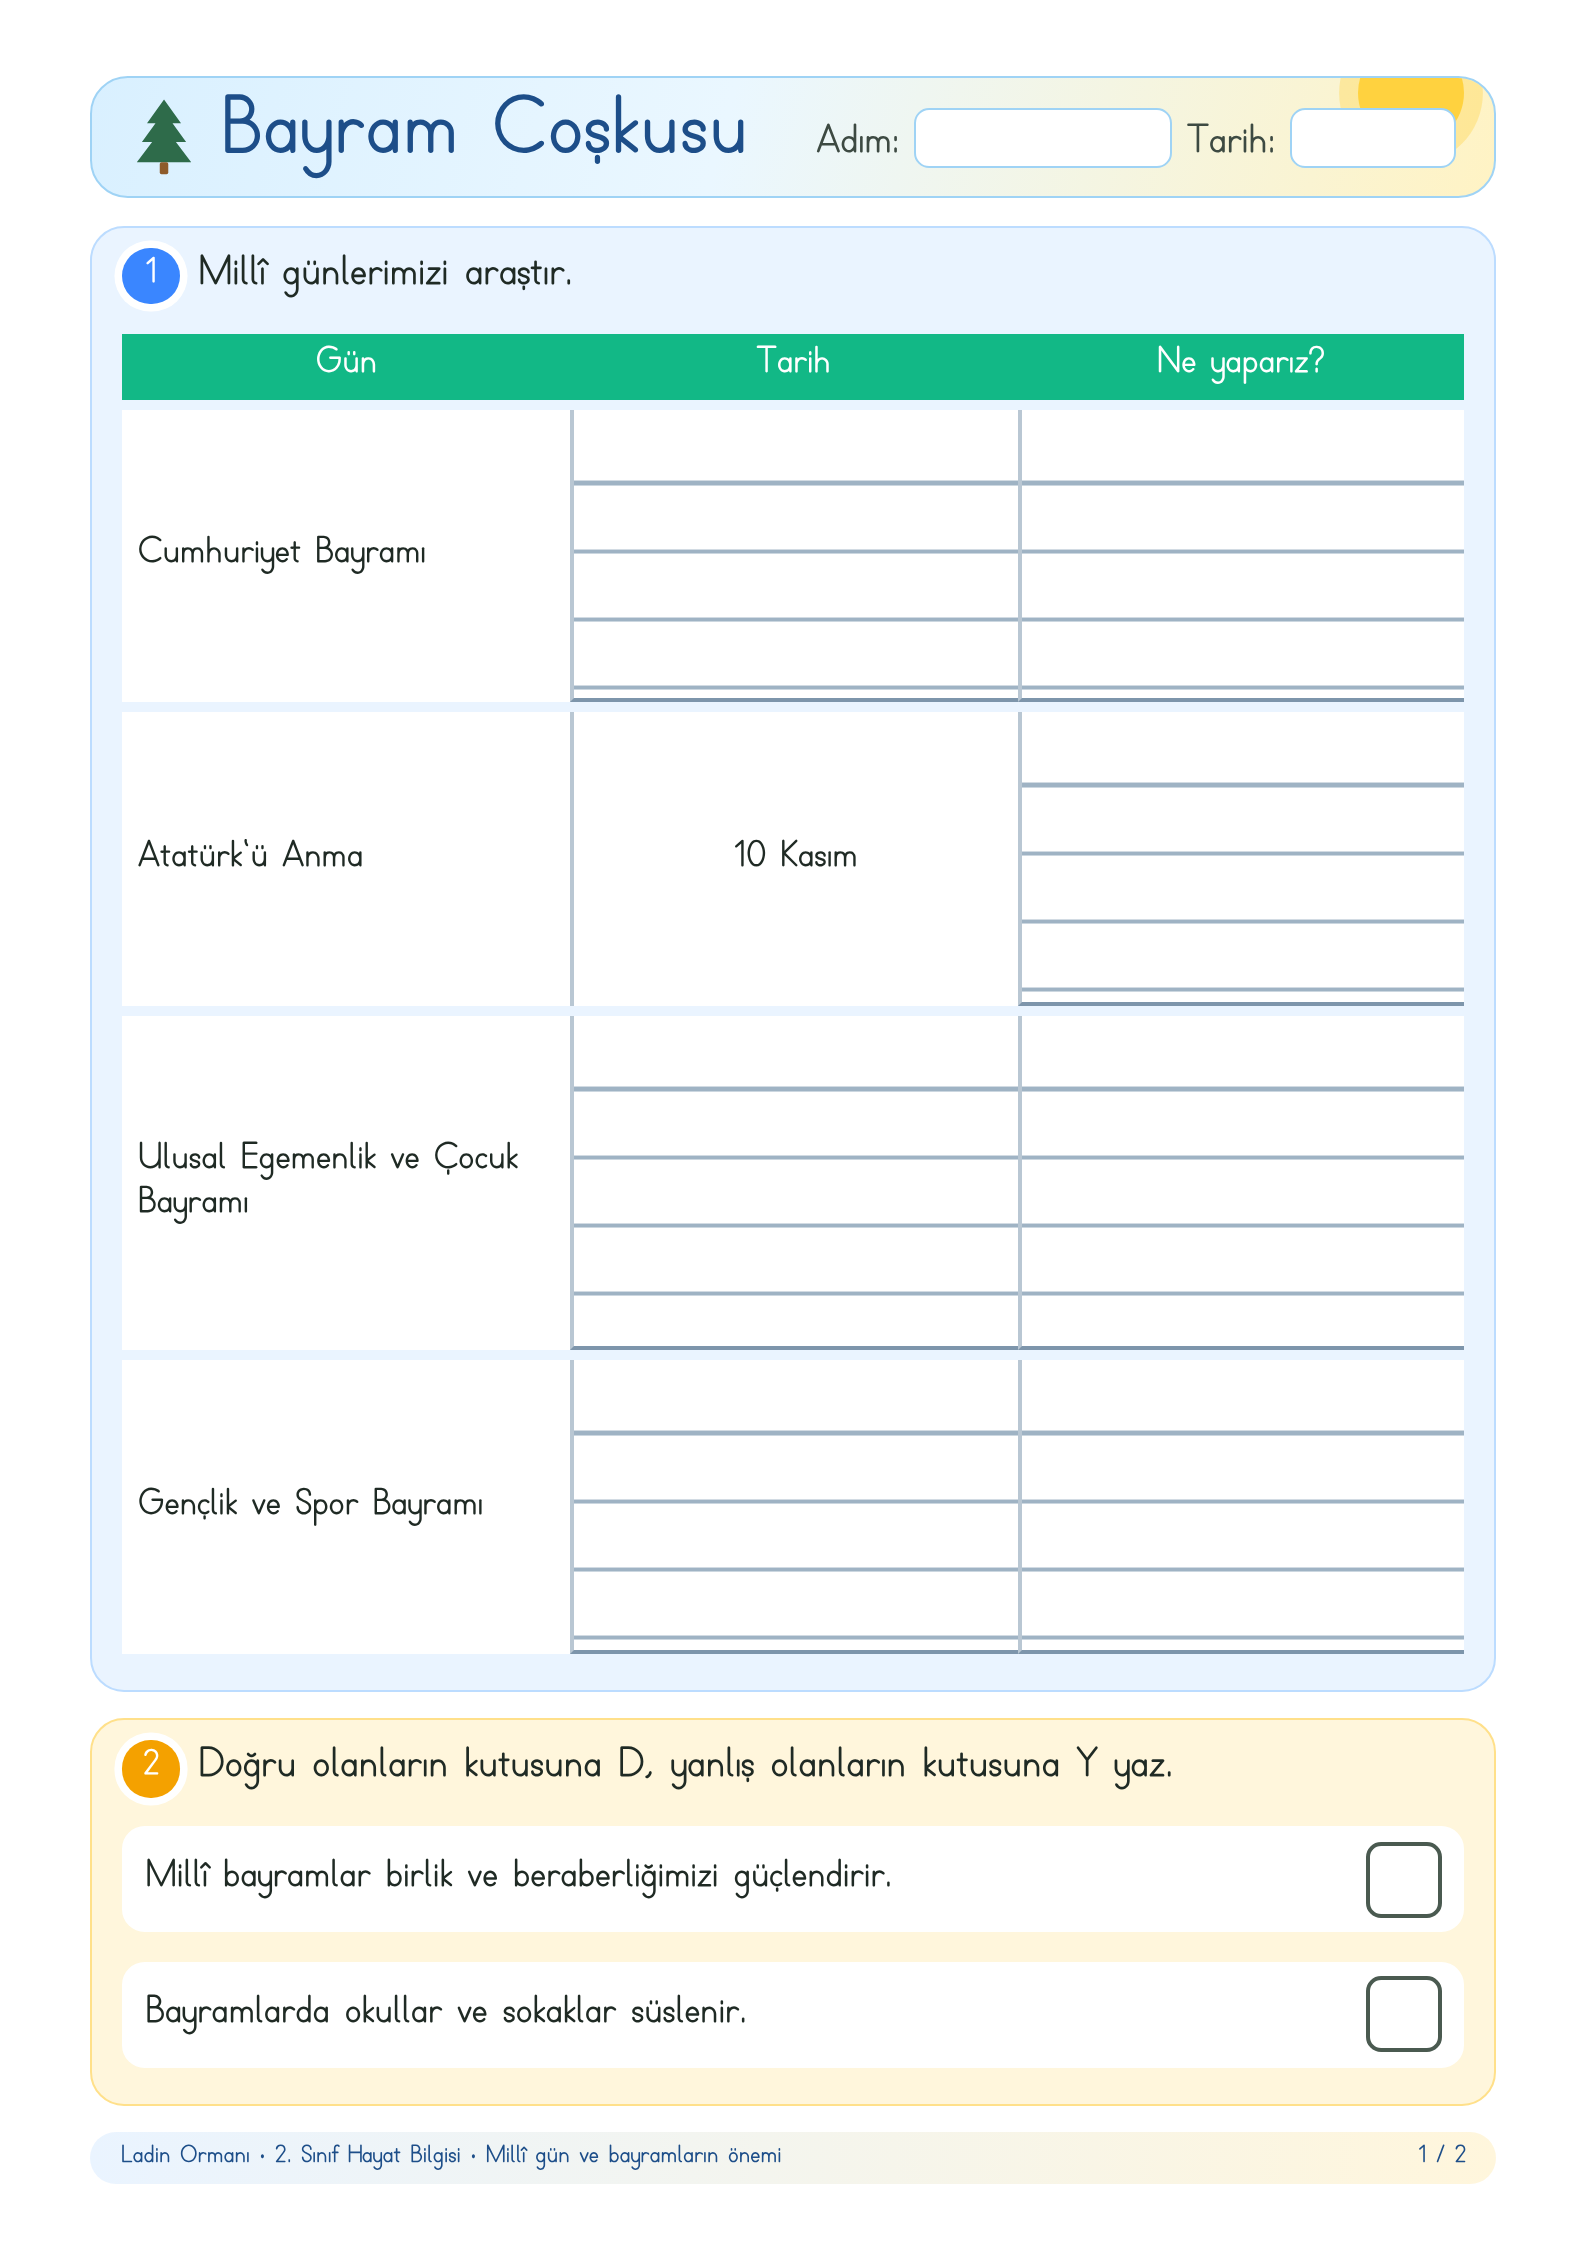 Bayram Coşkusu Adım: Tarih:
1 Millî günlerimizi araştır.
Gün Tarih Ne yaparız?
Cumhuriyet Bayramı
Atatürk'ü Anma 10 Kasım
Ulusal Egemenlik ve Çocuk
Bayramı
Gençlik ve Spor Bayramı
2 Doğru olanların kutusuna D, yanlış olanların kutusuna Y yaz.
Millî bayramlar birlik ve beraberliğimizi güçlendirir.
Bayramlarda okullar ve sokaklar süslenir.
Ladin Ormanı • 2. Sınıf Hayat Bilgisi • Millî gün ve bayramların önemi 1 / 2